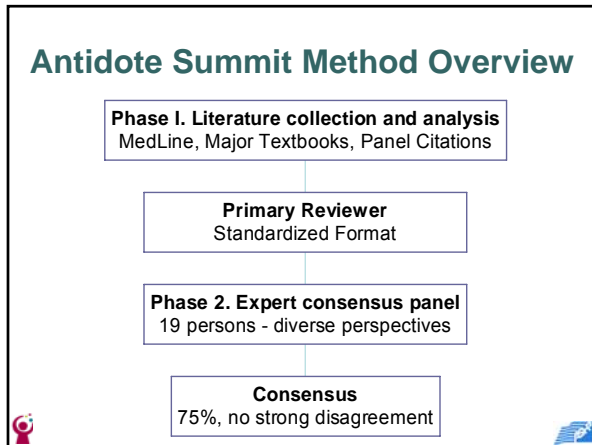 Antidote Summit Method Overview
Phase I. Literature collection and analysis
MedLine, Major Textbooks, Panel Citations
Primary Reviewer
Standardized Format
Phase 2. Expert consensus panel
19 persons - diverse perspectives
Consensus
75%, no strong disagreement